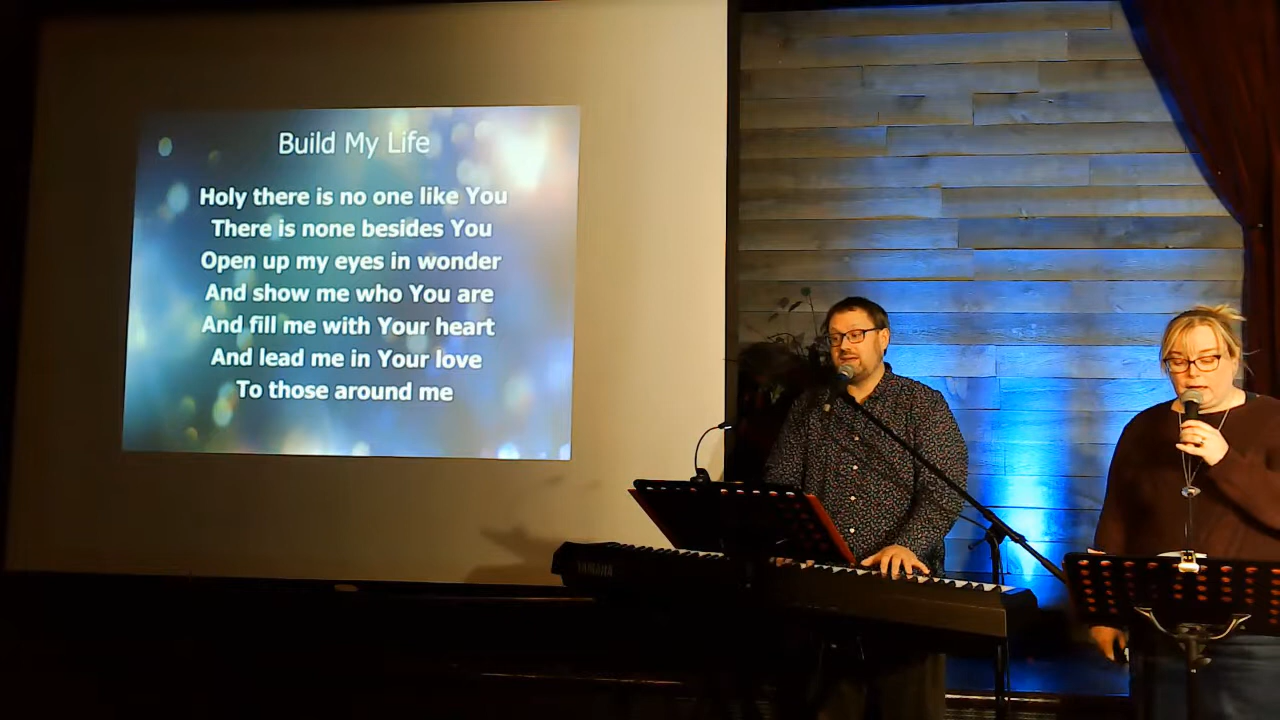 Build My Life
Holy there is no one like You
There is none besides You
Open up my eyes in wonder
And show me who You are
And fill me with Your heart
And lead me in Your love
To those around me
YAMAHA